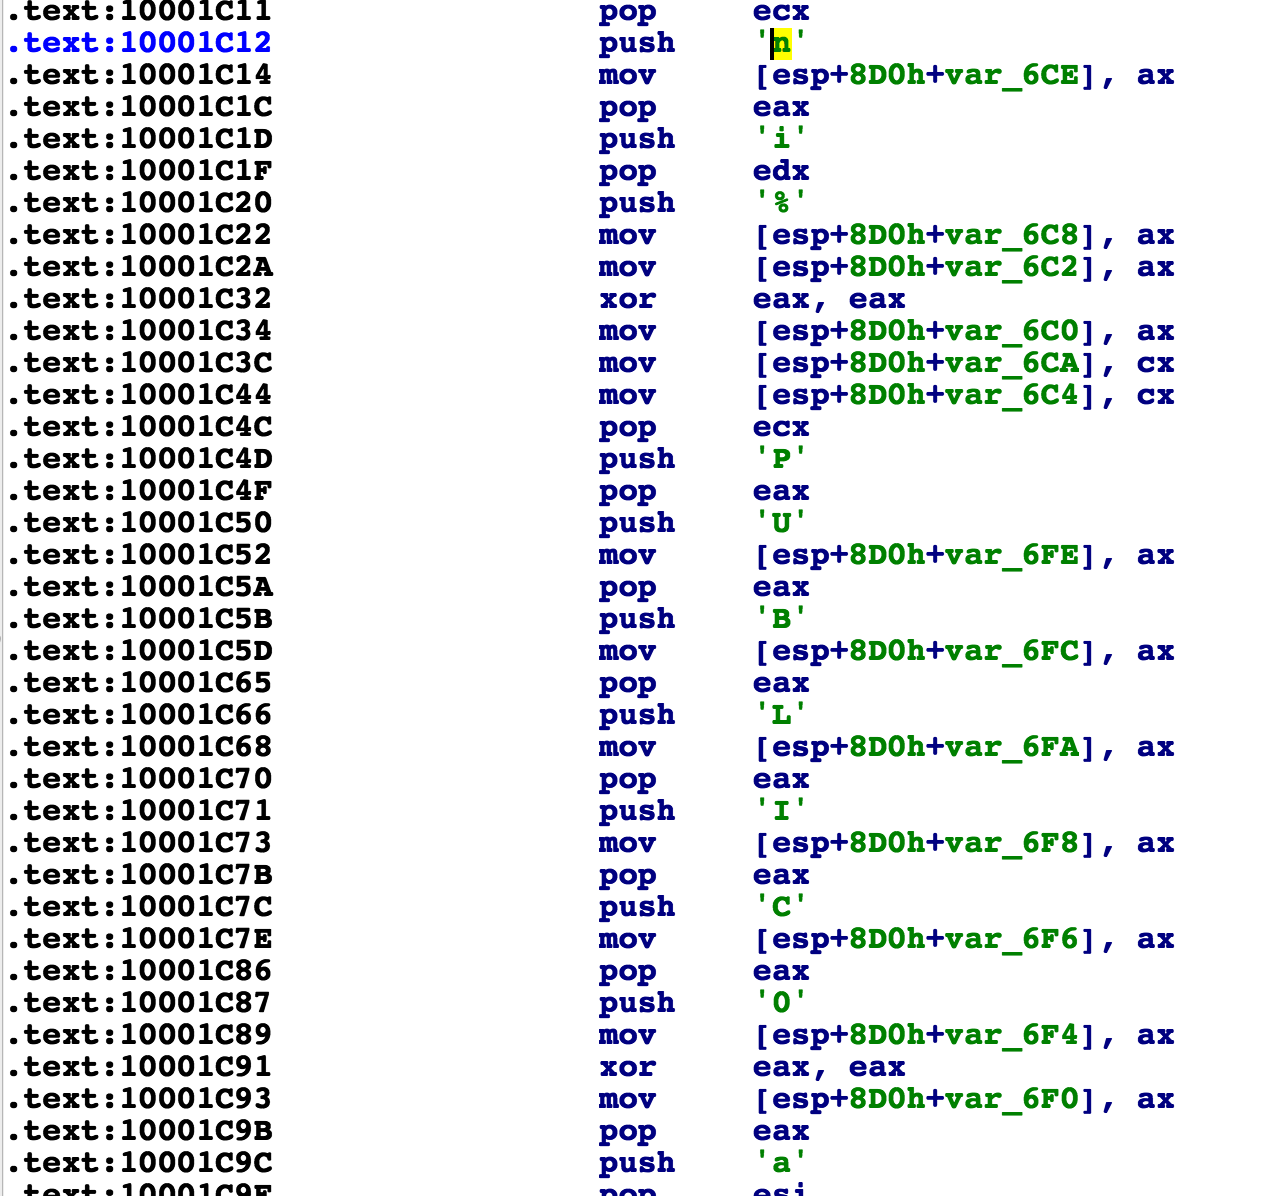 .text:10001C11 pop ecx
.text:10001C12 push 'n'
.text:10001C14 mov [esp+8D0h+var_6CE], ax
.text:10001C1C pop eax
.text:10001C1D push 'i'
.text:10001C1F pop edx
.text:10001C20 push '%'
.text:10001C22 mov [esp+8D0h+var_6C8], ax
.text:10001C2A mov [esp+8D0h+var_6C2], ax
.text:10001C32 xor eax, eax
.text:10001C34 mov [esp+8D0h+var_6C0], ax
.text:10001C3C mov [esp+8D0h+var_6CA], cx
.text:10001C44 mov [esp+8D0h+var_6C4], cx
.text:10001C4C pop ecx
.text:10001C4D push 'P'
.text:10001C4F pop eax
.text:10001C50 push 'U'
.text:10001C52 mov [esp+8D0h+var_6FE], ax
.text:10001C5A pop eax
.text:10001C5B push 'B'
.text:10001C5D mov [esp+8D0h+var_6FC], ax
.text:10001C65 pop eax
.text:10001C66 push 'L'
.text:10001C68 mov [esp+8D0h+var_6FA], ax
.text:10001C70 pop eax
.text:10001C71 push 'I'
.text:10001C73 mov [esp+8D0h+var_6F8], ax
.text:10001C7B pop eax
.text:10001C7C push 'C'
.text:10001C7E mov [esp+8D0h+var_6F6], ax
.text:10001C86 pop eax
.text:10001C87 push '0'
.text:10001C89 mov [esp+8D0h+var_6F4], ax
.text:10001C91 xor eax, eax
.text:10001C93 mov [esp+8D0h+var_6F0], ax
.text:10001C9B pop eax
.text:10001C9C push 'a'
.text:10001C9E pop esi